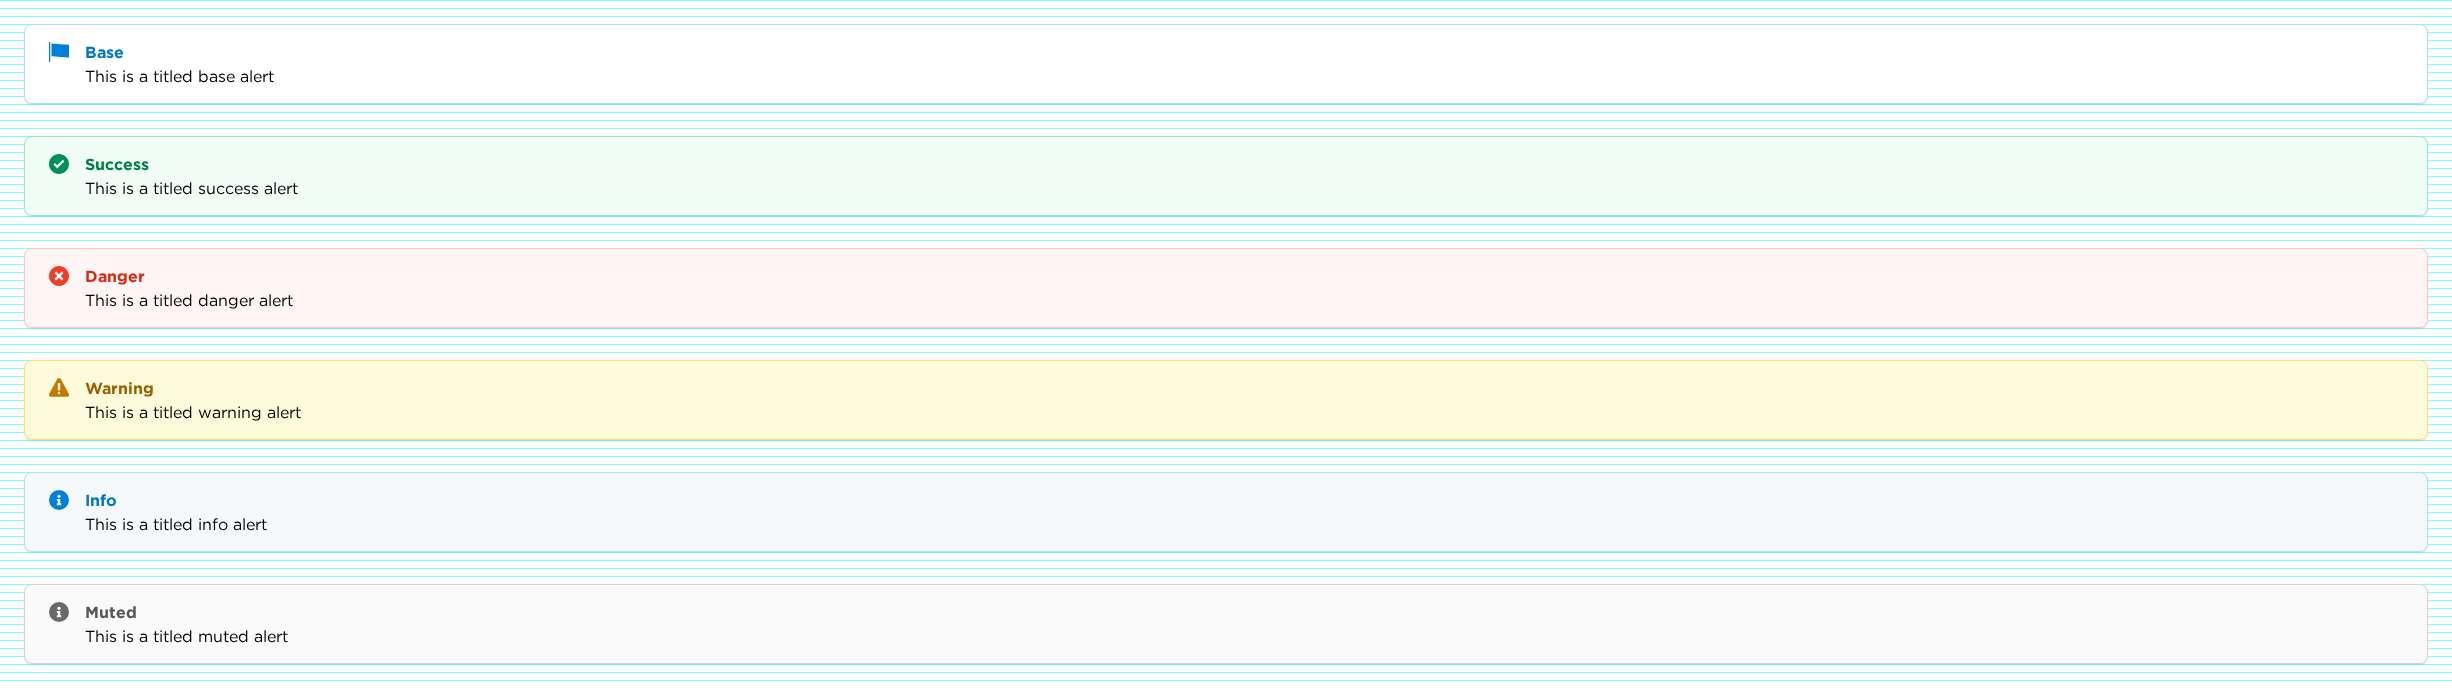 Base
This is a titled base alert
Success
This is a titled success alert
Danger
This is a titled danger alert
Warning
This is a titled warning alert
Info
This is a titled info alert
Muted
This is a titled muted alert